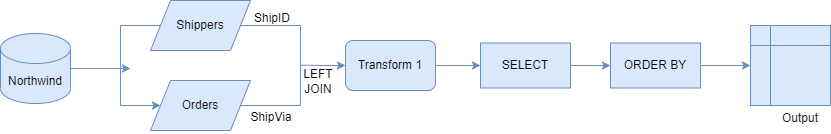 Northwind
Shippers
ShipID
Orders
ShipVia
LEFT
JOIN
Transform 1
SELECT
ORDER BY
Output